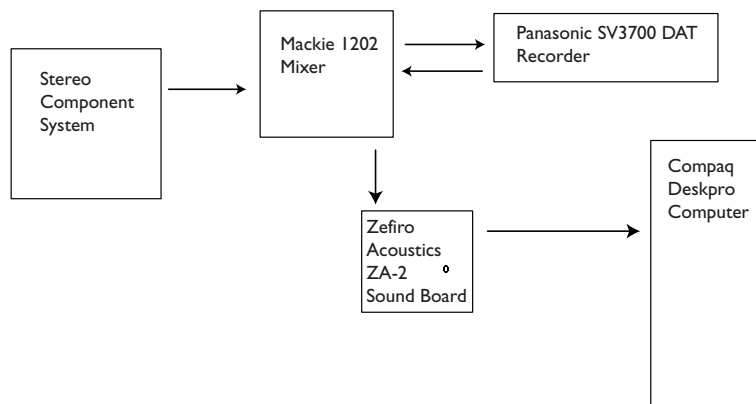 Stereo
Component
System
Mackie 1202
Mixer
Panasonic SV3700 DAT
Recorder
Zefiro
Acoustics
ZA-2
Sound Board
Compaq
Deskpro
Computer